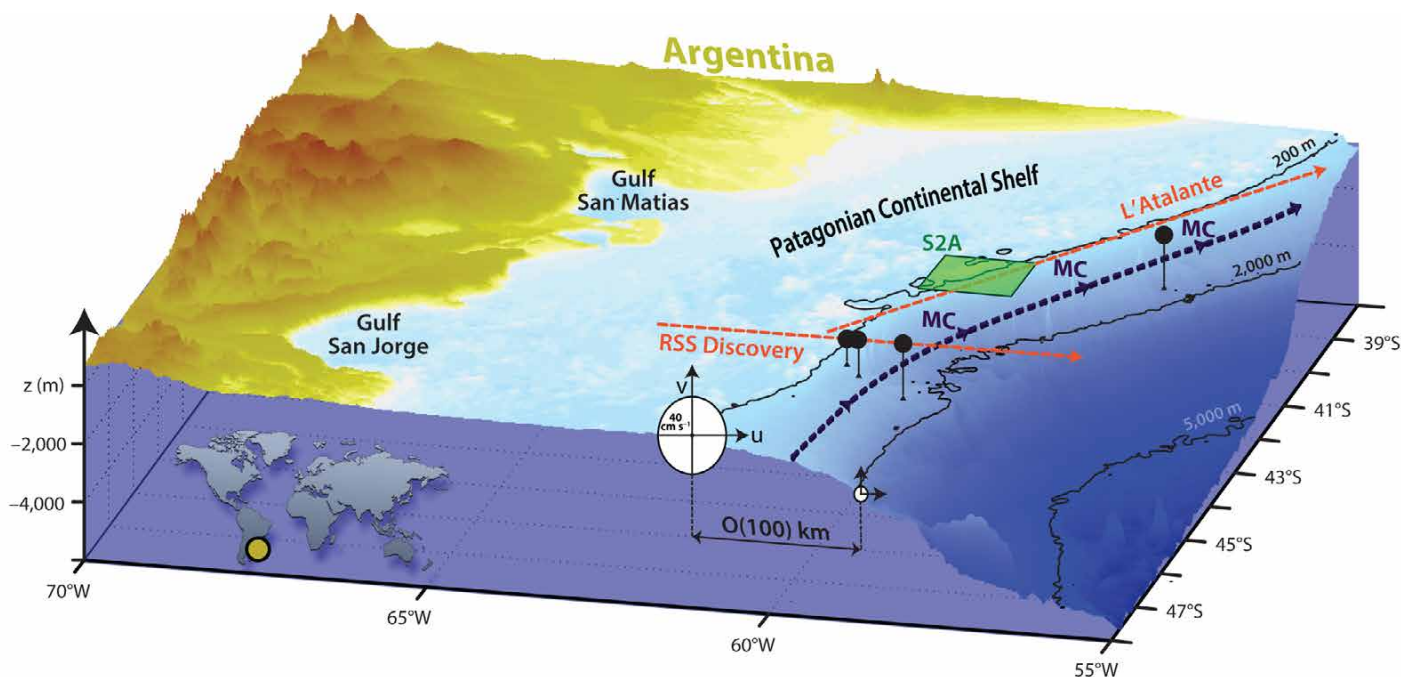 Argentina
200 m
Gulf
San Matias
Patagonian Continental Shelf
L'Atalante
S2A
MC
MC
2,000 m
MC
Gulf
San Jorge
RSS Discovery
39°S
z (m)
V
40
cm s⁻¹
u
5,000 m
41°S
−2,000
43°S
−4,000
O(100) km
45°S
47°S
70°W
65°W
60°W
55°W